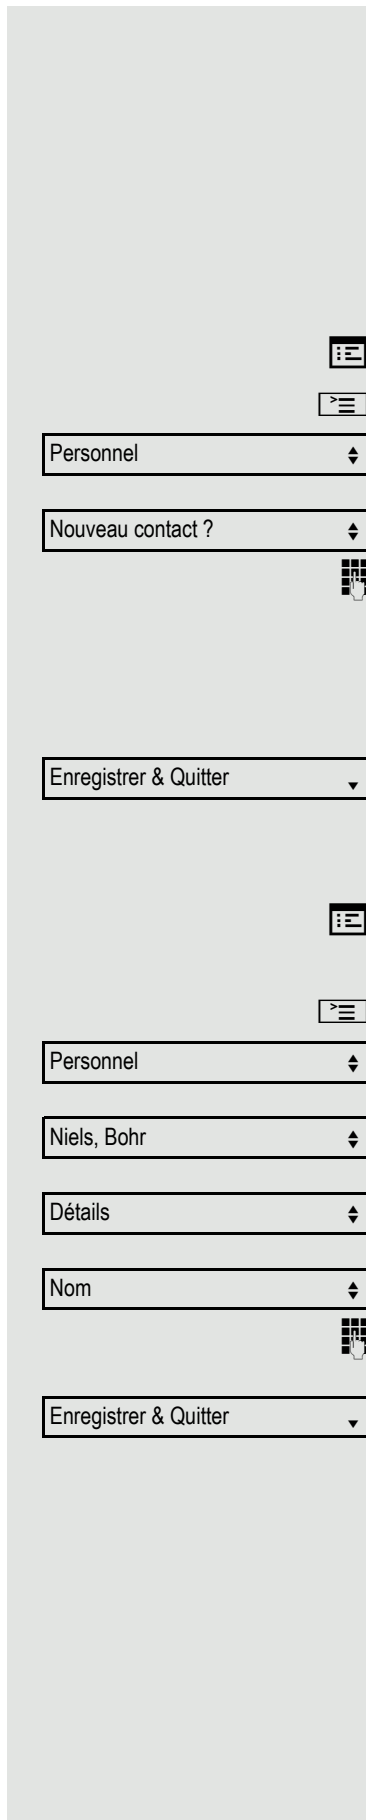 Personnel
Nouveau contact ?
Enregistrer & Quitter
Personnel
Niels, Bohr
Détails
Nom
Enregistrer & Quitter